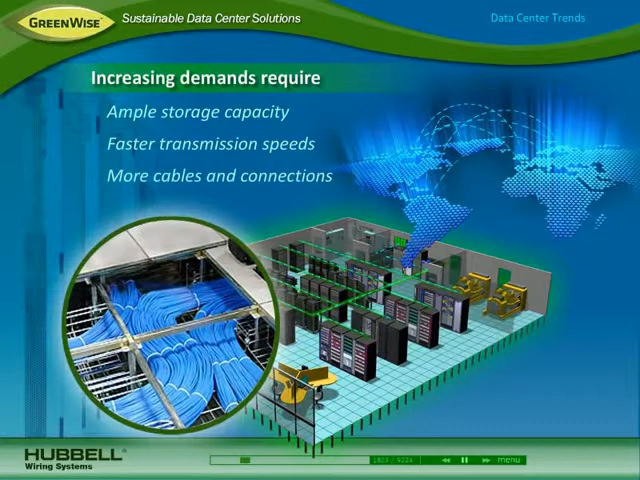 GREENWISE™ Sustainable Data Center Solutions
Data Center Trends
Increasing demands require
Ample storage capacity
Faster transmission speeds
More cables and connections
HUBBELL®
Wiring Systems
menu